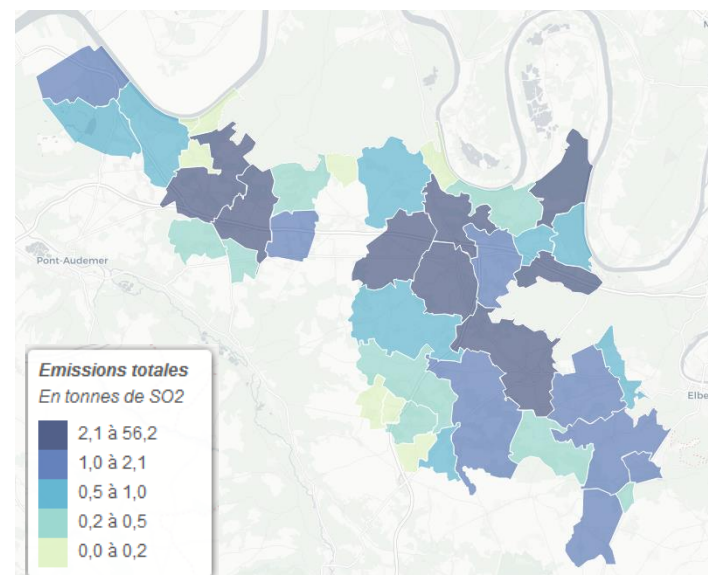 Pont-Audemer
Elbe
Emissions totales
En tonnes de SO2
2,1 à 56,2
1,0 à 2,1
0,5 à 1,0
0,2 à 0,5
0,0 à 0,2